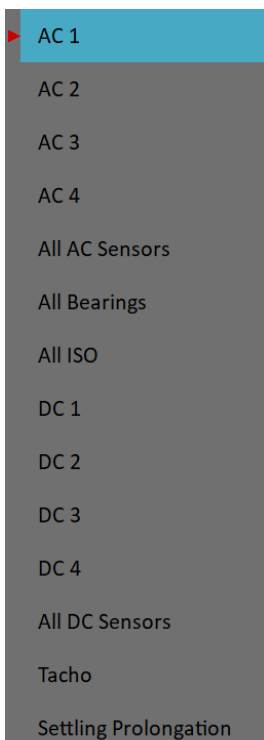 AC 1
AC 2
AC 3
AC 4
All AC Sensors
All Bearings
All ISO
DC 1
DC 2
DC 3
DC 4
All DC Sensors
Tacho
Settling Prolongation